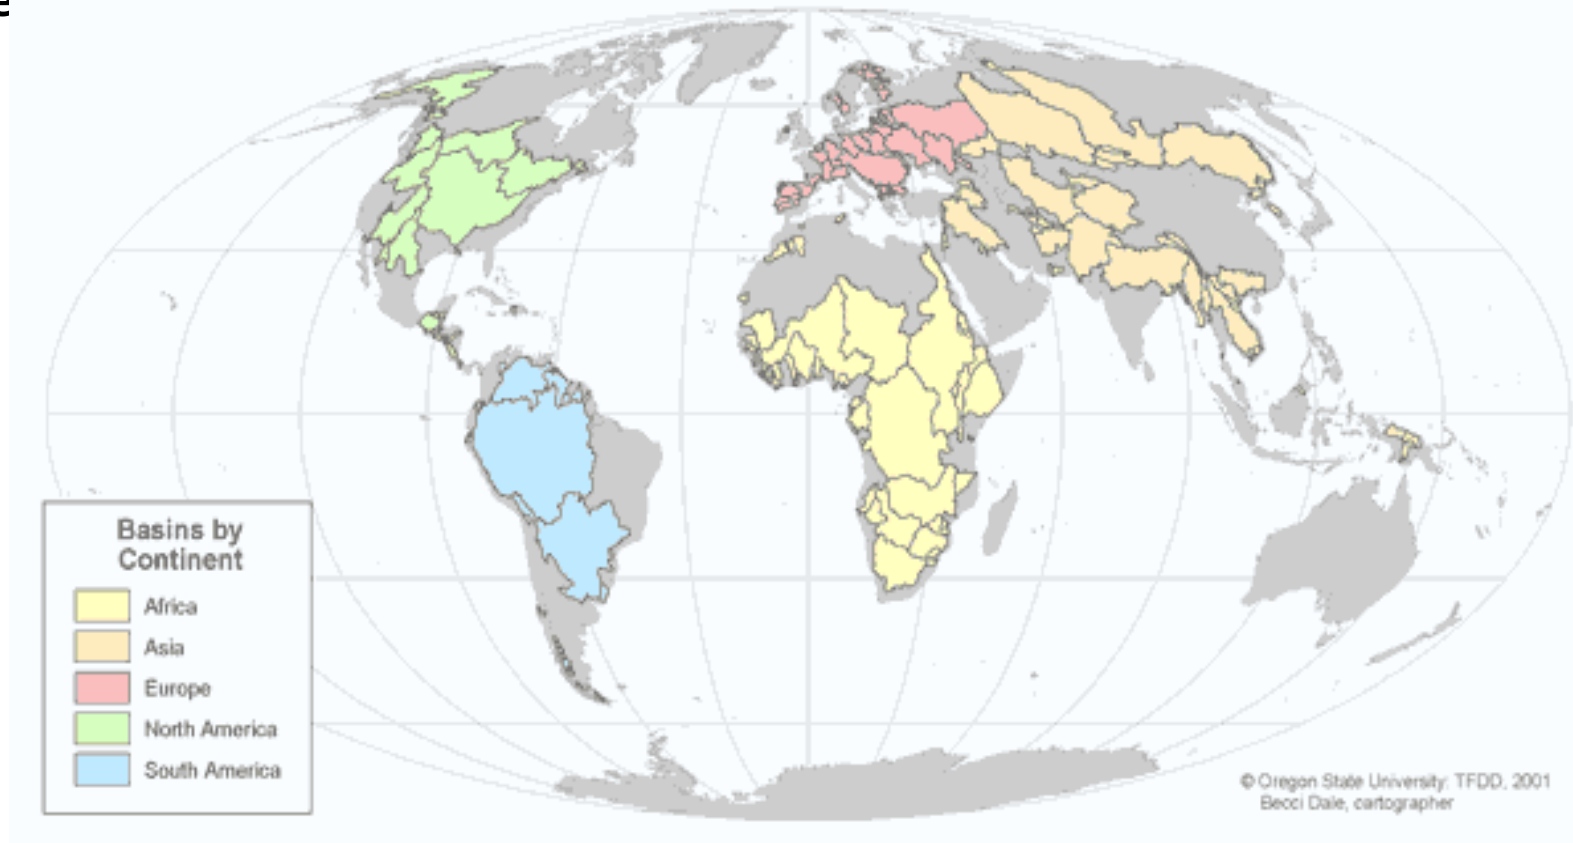 Basins by
Continent
Africa
Asia
Europe
North America
South America
© Oregon State University: TFDD, 2001
Becci Dale, cartographer